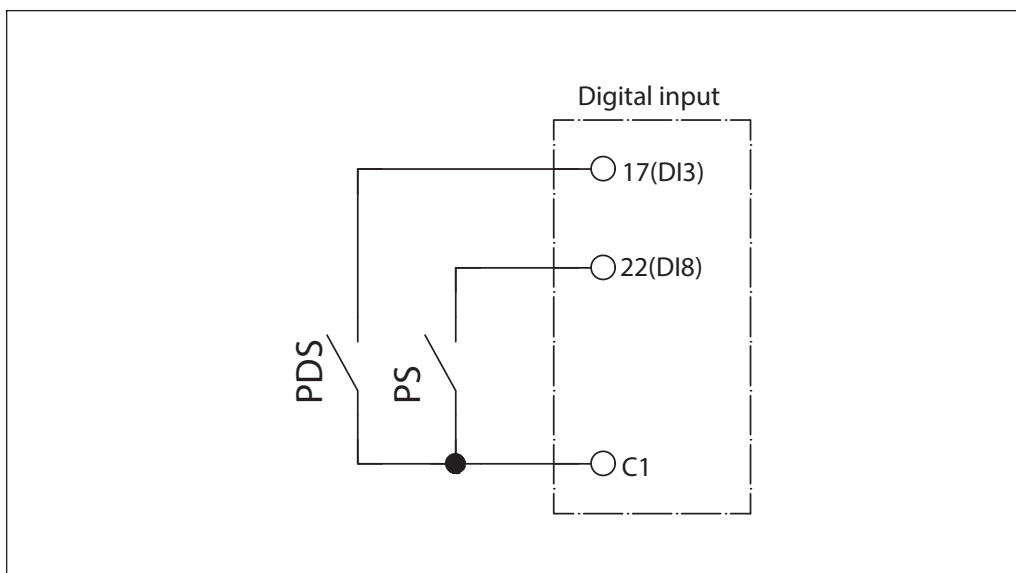 Digital input
17(DI3)
22(DI8)
PDS
PS
C1